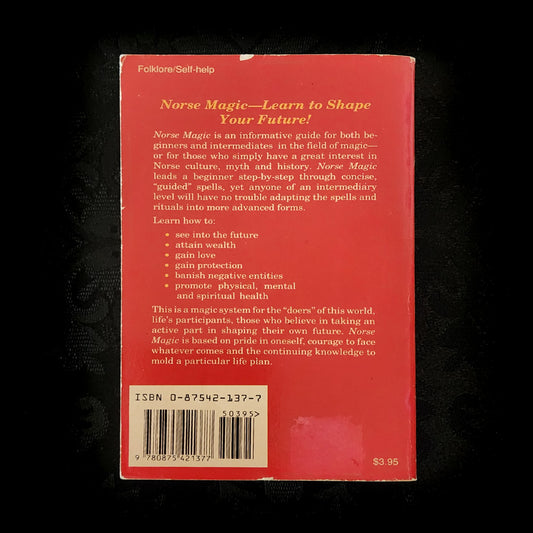 Folklore/Self-help
Norse Magic—Learn to Shape
Your Future!
Norse Magic is an informative guide for both be-
ginners and intermediates in the field of magic—
or for those who simply have a great interest in
Norse culture, myth and history. Norse Magic
leads a beginner step-by-step through concise,
"guided" spells, yet anyone of an intermediary
level will have no trouble adapting the spells and
rituals into more advanced forms.
Learn how to:
• see into the future
• attain wealth
• gain love
• gain protection
• banish negative entities
• promote physical, mental
and spiritual health
This is a magic system for the "doers" of this world,
life's participants, those who believe in taking an
active part in shaping their own future. Norse
Magic is based on pride in oneself, courage to face
whatever comes and the continuing knowledge to
mold a particular life plan.
ISBN 0-87542-137-7
50395>
9 780875 421377
$3.95